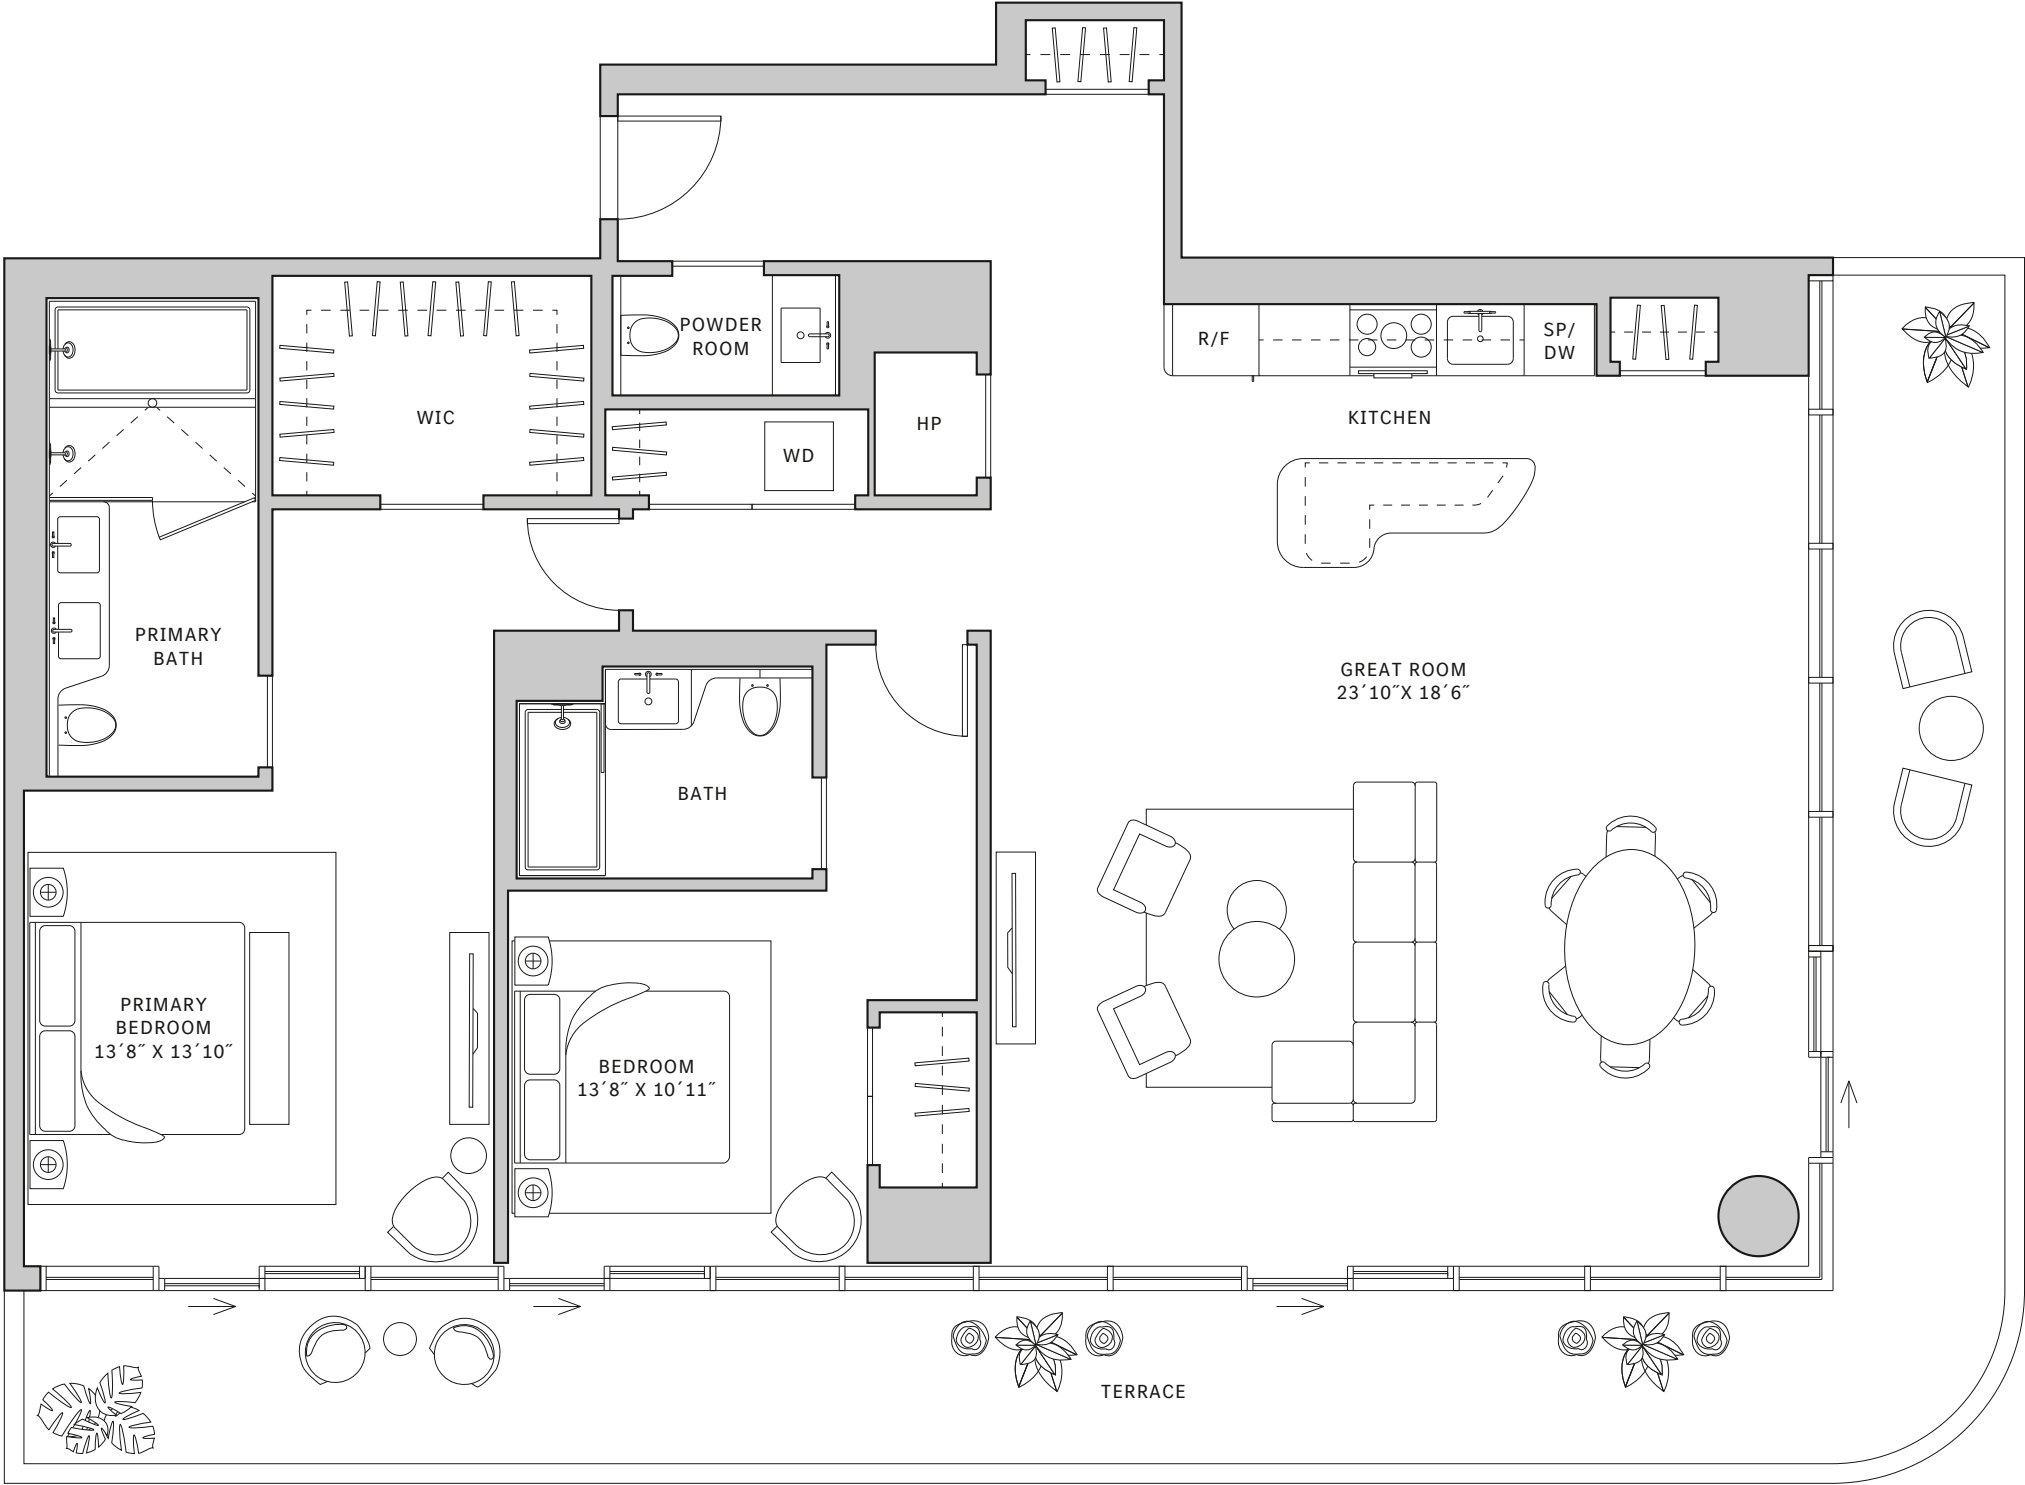 POWDER
ROOM
R/F
SP/
DW
WIC
KITCHEN
HP
WD
PRIMARY
BATH
GREAT ROOM
23´10˝X 18´6˝
BATH
PRIMARY
BEDROOM
13´8˝ X 13´10˝
BEDROOM
13´8˝ X 10´11˝
TERRACE